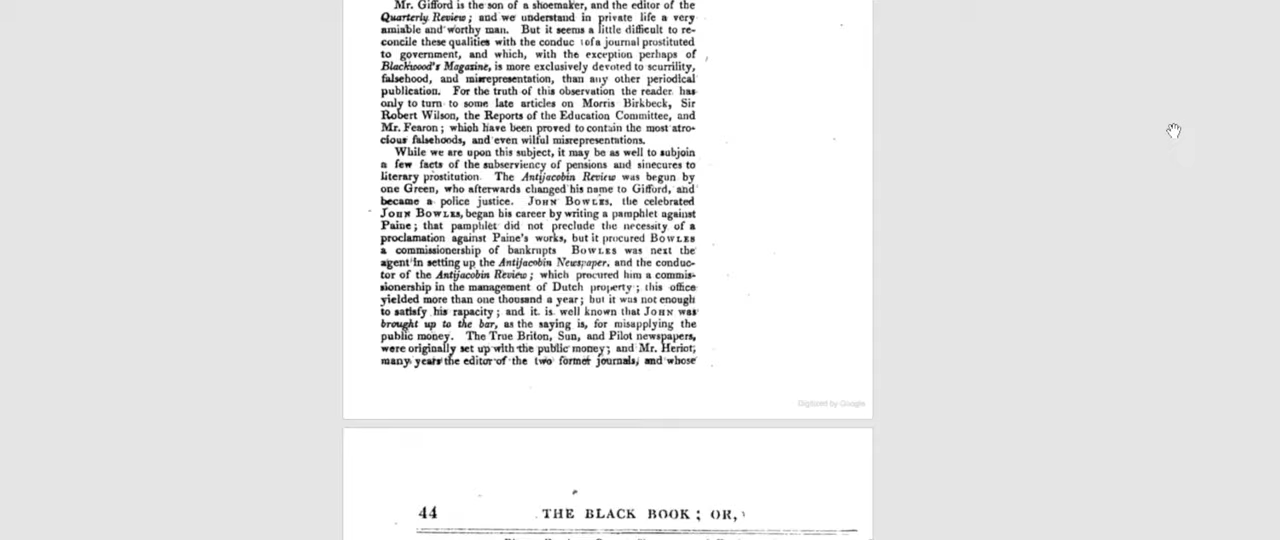 Mr. Gifford is the son of a shoemaker, and the editor of the
Quarterly Review; and we understand in private life a very
amiable and worthy man. But it seems a little difficult to re-
concile these qualities with the conduc of a journal prostituted
to government, and which, with the exception perhaps of
Blackwood's Magazine, is more exclusively devoted to scurrility,
falsehood, and misrepresentation, than any other periodical
publication. For the truth of this observation the reader has
only to turn to some late articles on Morris Birkbeck, Sir
Robert Wilson, the Reports of the Education Committee, and
Mr. Fearon; which have been proved to contain the most atro-
cious falsehoods, and even wilful misrepresentations.
While we are upon this subject, it may be as well to subjoin
a few facts of the subserviency of pensions and sinecures to
literary prostitution. The Antijacobin Review was begun by
one Green, who afterwards changed his name to Gifford, and
became a police justice. JOHN BOWLES, the celebrated
JOHN BOWLES, began his career by writing a pamphlet against
Paine; that pamphlet did not preclude the necessity of a
proclamation against Paine's works, but it procured BOWLES
a commissionership of bankrupts BOWLES was next the
agent in setting up the Antijacobin Newspaper, and the conduc-
tor of the Antijacobin Review; which procured him a commis-
sionership in the management of Dutch property; this office
yielded more than one thousand a year; but it was not enough
to satisfy his rapacity; and it is well known that JOHN was
brought up to the bar, as the saying is, for misapplying the
public money. The True Briton, Sun, and Pilot newspapers,
were originally set up with the public money; and Mr. Heriot,
many years the editor of the two former journals, and whose
Digitized by Google
44 THE BLACK BOOK; OR,